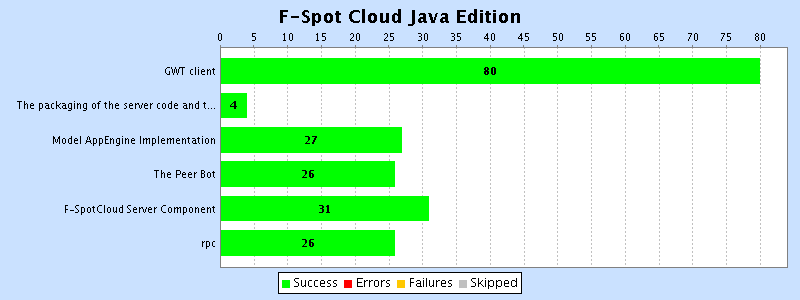 F-Spot Cloud Java Edition
0 5 10 15 20 25 30 35 40 45 50 55 60 65 70 75 80
GWT client 80
The packaging of the server code and t... 4
Model AppEngine Implementation 27
The Peer Bot 26
F-SpotCloud Server Component 31
rpc 26
Success Errors Failures Skipped